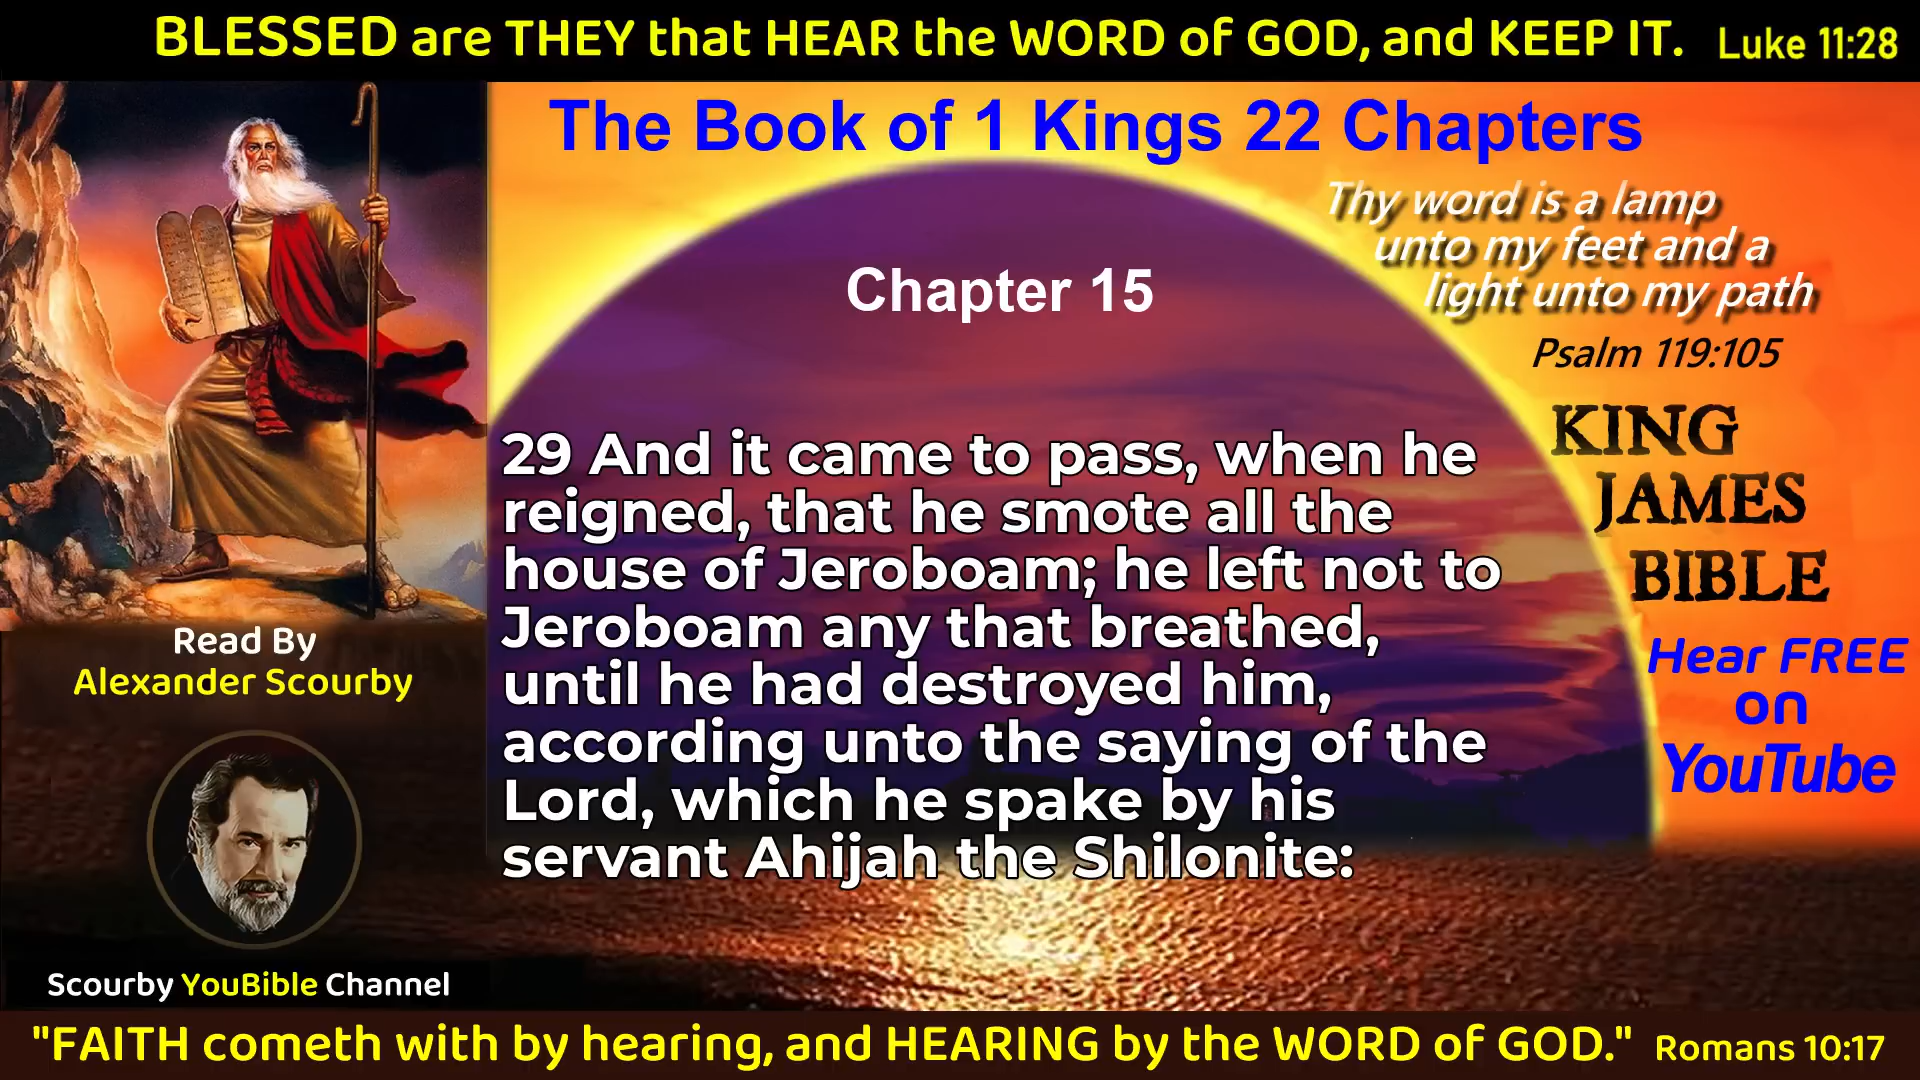 BLESSED are THEY that HEAR the WORD of GOD, and KEEP IT. Luke 11:28
The Book of 1 Kings 22 Chapters
Thy word is a lamp
unto my feet and a
light unto my path
Psalm 119:105
Chapter 15
KING
JAMES
BIBLE
29 And it came to pass, when he
reigned, that he smote all the
house of Jeroboam; he left not to
Jeroboam any that breathed,
until he had destroyed him,
according unto the saying of the
Lord, which he spake by his
servant Ahijah the Shilonite:
Hear FREE
on
YouTube
Read By
Alexander Scourby
Scourby YouBible Channel
"FAITH cometh with by hearing, and HEARING by the WORD of GOD." Romans 10:17